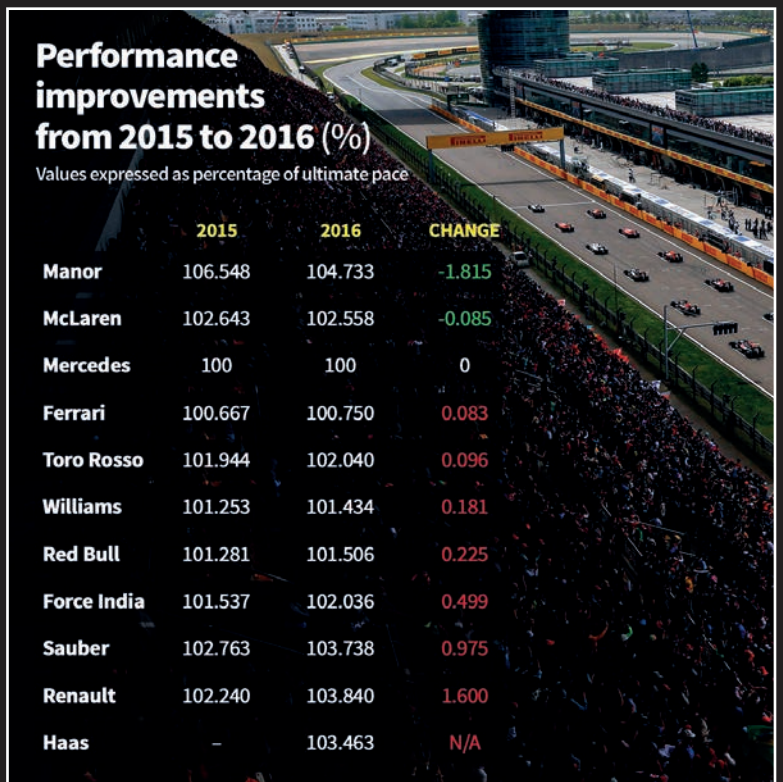 Performance
improvements
from 2015 to 2016 (%)
Values expressed as percentage of ultimate pace
2015 2016 CHANGE
Manor 106.548 104.733 -1.815
McLaren 102.643 102.558 -0.085
Mercedes 100 100 0
Ferrari 100.667 100.750 0.083
Toro Rosso 101.944 102.040 0.096
Williams 101.253 101.434 0.181
Red Bull 101.281 101.506 0.225
Force India 101.537 102.036 0.499
Sauber 102.763 103.738 0.975
Renault 102.240 103.840 1.600
Haas – 103.463 N/A
PIRELLI PIRELLI